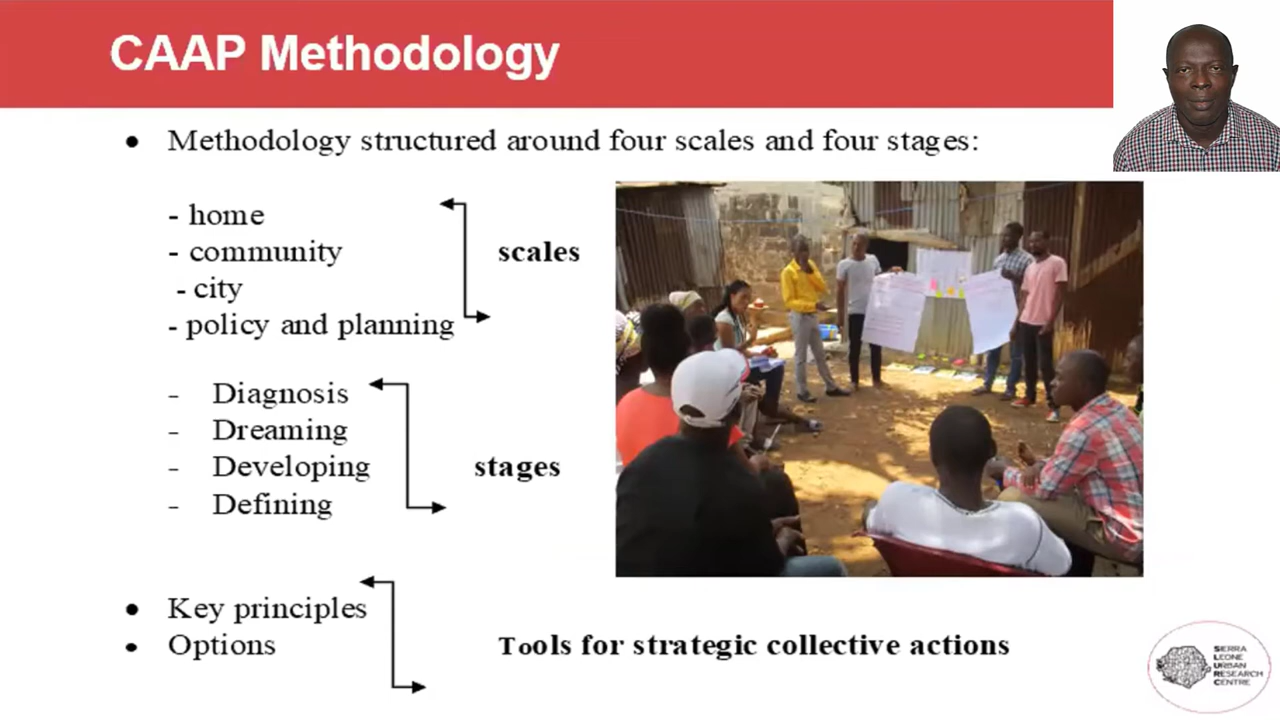 CAAP Methodology
• Methodology structured around four scales and four stages:
- home
- community
- city
- policy and planning
scales
- Diagnosis
- Dreaming
- Developing
- Defining
stages
• Key principles
• Options
Tools for strategic collective actions
SIERRA
LEONE
URBAN
RESEARCH
CENTRE